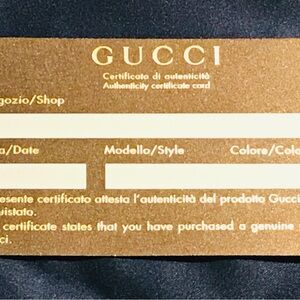 GUCCI
Certificato di autenticità
Authenticity certificate card
gozio/Shop
a/Date Modello/Style Colore/Colo
esente certificato attesta l'autenticità del prodotto Gucci
uistato.
certificate states that you have purchased a genuine
ci.